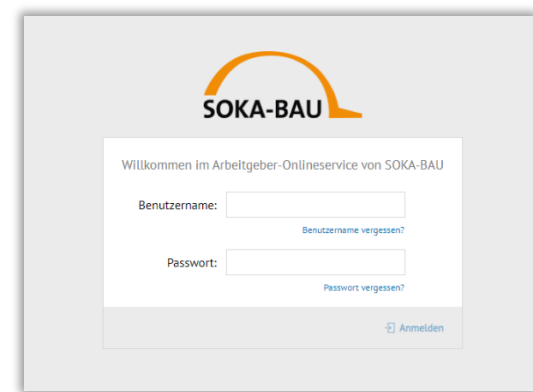 SOKA-BAU
Willkommen im Arbeitgeber-Onlineservice von SOKA-BAU
Benutzername:
Benutzername vergessen?
Passwort:
Passwort vergessen?
Anmelden